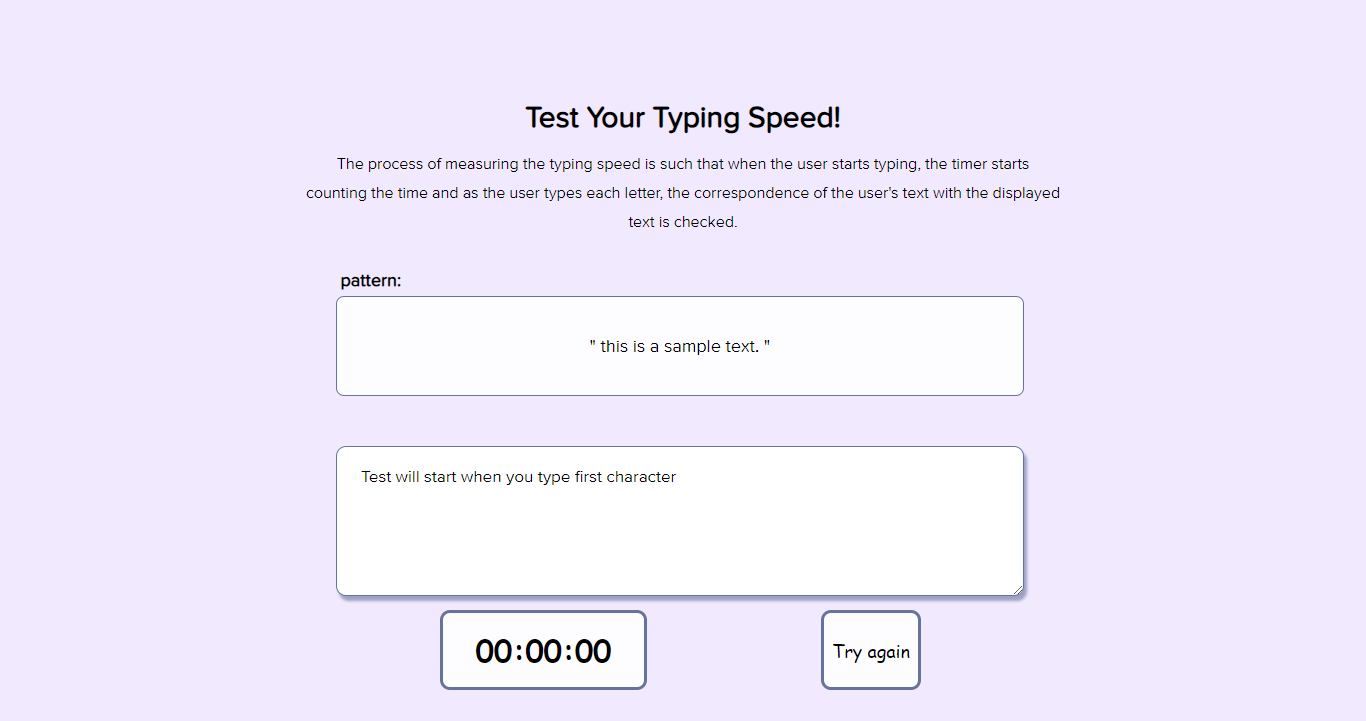 Test Your Typing Speed!
The process of measuring the typing speed is such that when the user starts typing, the timer starts
counting the time and as the user types each letter, the correspondence of the user's text with the displayed
text is checked.
pattern:
" this is a sample text. "
Test will start when you type first character
00:00:00
Try again